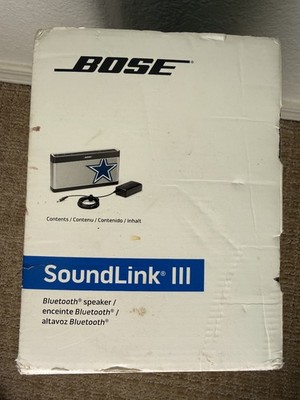 BOSE®
Contents / Contenu / Contenido / Inhalt
SoundLink® III
Bluetooth® speaker /
enceinte Bluetooth® /
altavoz Bluetooth®